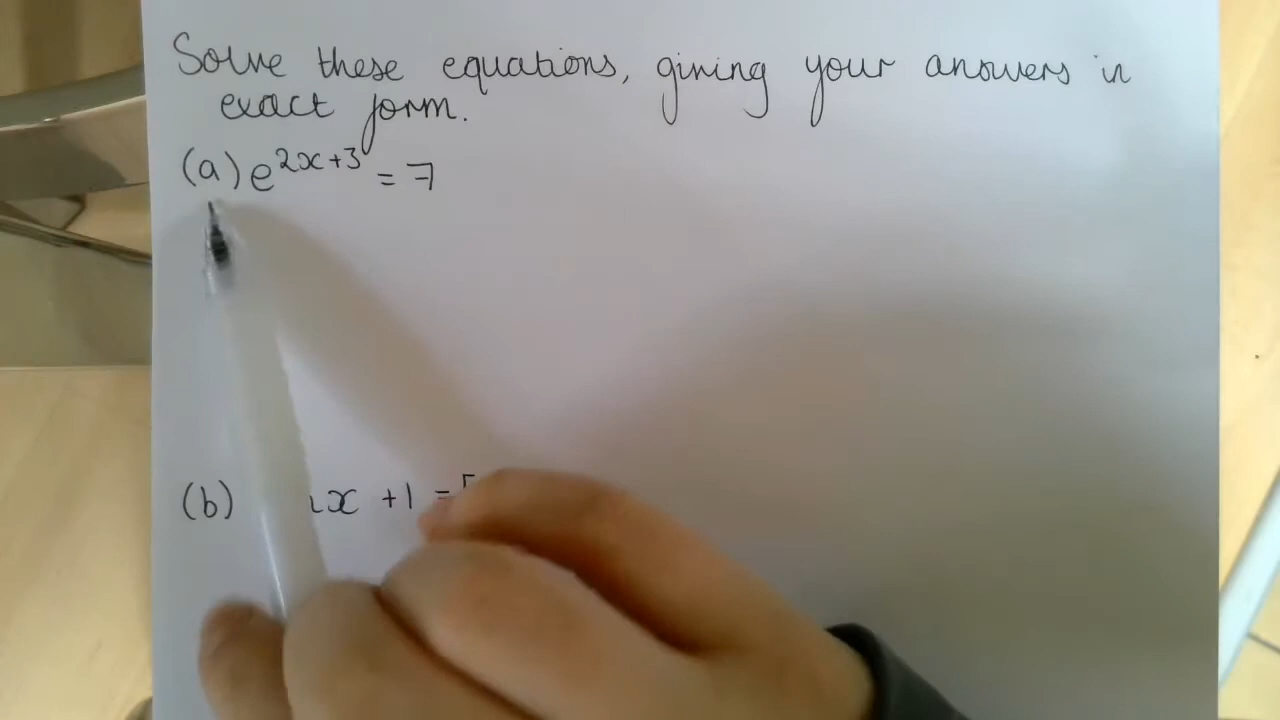 Solve these equations, giving your answers in
exact form.
(a) e^{2x+3} = 7
(b) x + 1 =